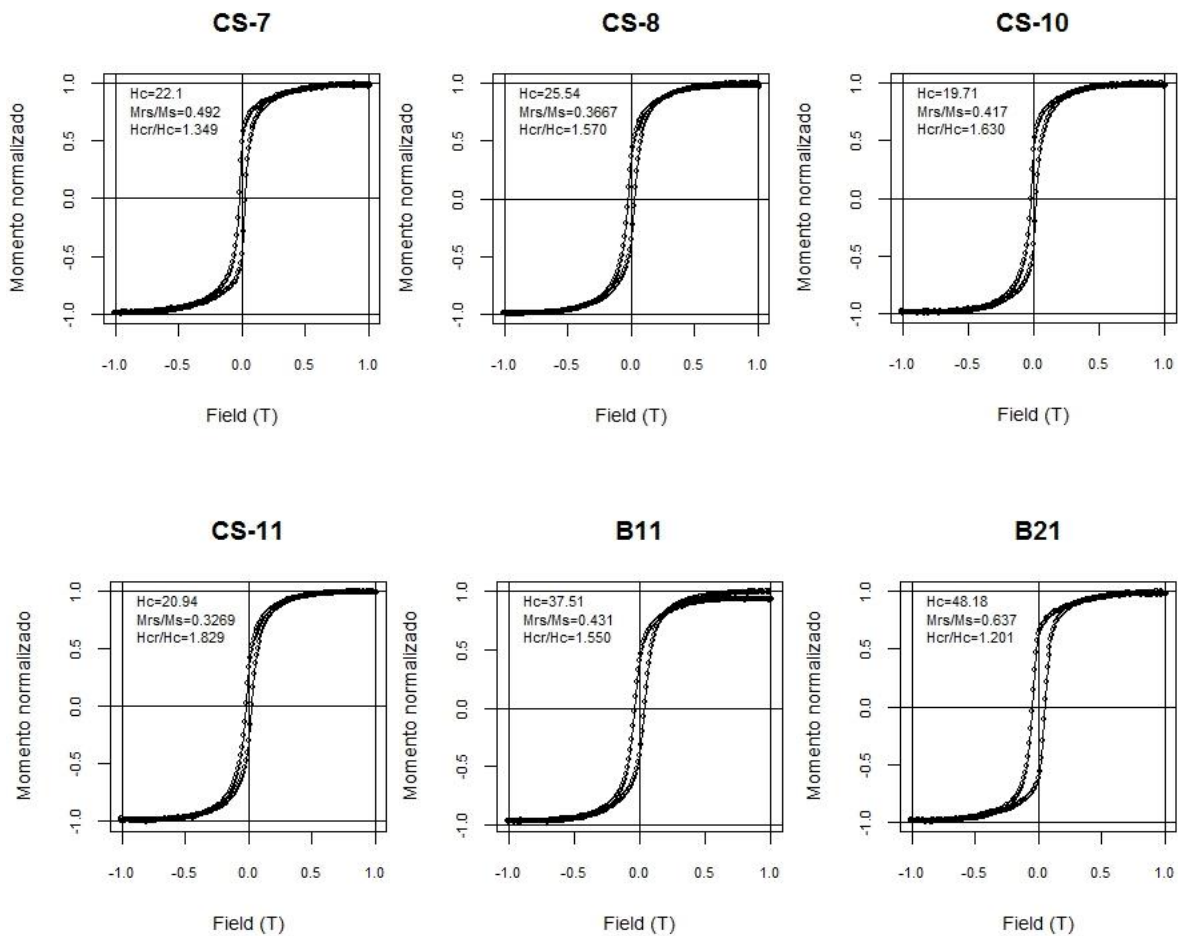 CS-7
CS-8
CS-10
Hc=22.1
Mrs/Ms=0.492
Hcr/Hc=1.349
Hc=25.54
Mrs/Ms=0.3667
Hcr/Hc=1.570
Hc=19.71
Mrs/Ms=0.417
Hcr/Hc=1.630
Momento normalizado
1.0
0.5
0.0
-0.5
-1.0
Momento normalizado
1.0
0.5
0.0
-0.5
-1.0
Momento normalizado
1.0
0.5
0.0
-0.5
-1.0
-1.0 -0.5 0.0 0.5 1.0
-1.0 -0.5 0.0 0.5 1.0
-1.0 -0.5 0.0 0.5 1.0
Field (T)
Field (T)
Field (T)
CS-11
B11
B21
Hc=20.94
Mrs/Ms=0.3269
Hcr/Hc=1.829
Hc=37.51
Mrs/Ms=0.431
Hcr/Hc=1.550
Hc=48.18
Mrs/Ms=0.637
Hcr/Hc=1.201
Momento normalizado
1.0
0.5
0.0
-0.5
-1.0
Momento normalizado
1.0
0.5
0.0
-0.5
-1.0
Momento normalizado
1.0
0.5
0.0
-0.5
-1.0
-1.0 -0.5 0.0 0.5 1.0
-1.0 -0.5 0.0 0.5 1.0
-1.0 -0.5 0.0 0.5 1.0
Field (T)
Field (T)
Field (T)